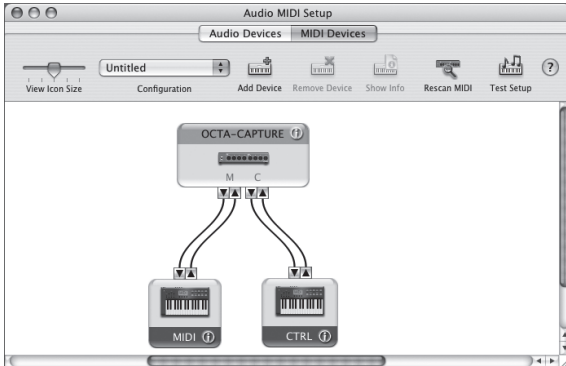 Audio MIDI Setup
Audio Devices MIDI Devices
Untitled
?
View Icon Size Configuration Add Device Remove Device Show Info Rescan MIDI Test Setup
OCTA-CAPTURE i
M C
MIDI i
CTRL i